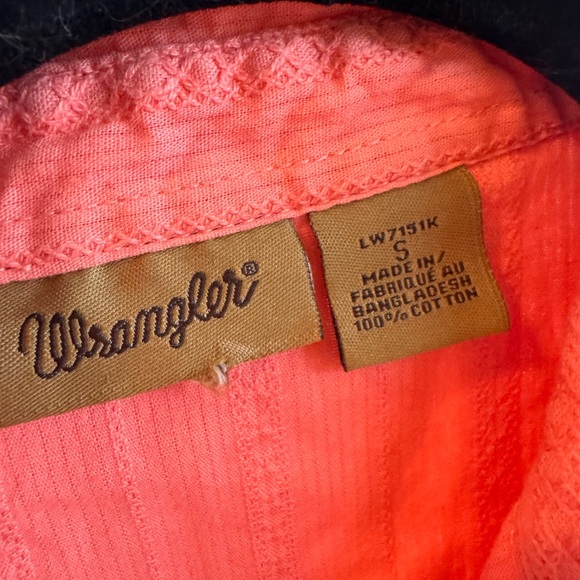 Wrangler®
LW7151K
S
MADE IN/
FABRIQUÉ AU
BANGLADESH
100% COTTON